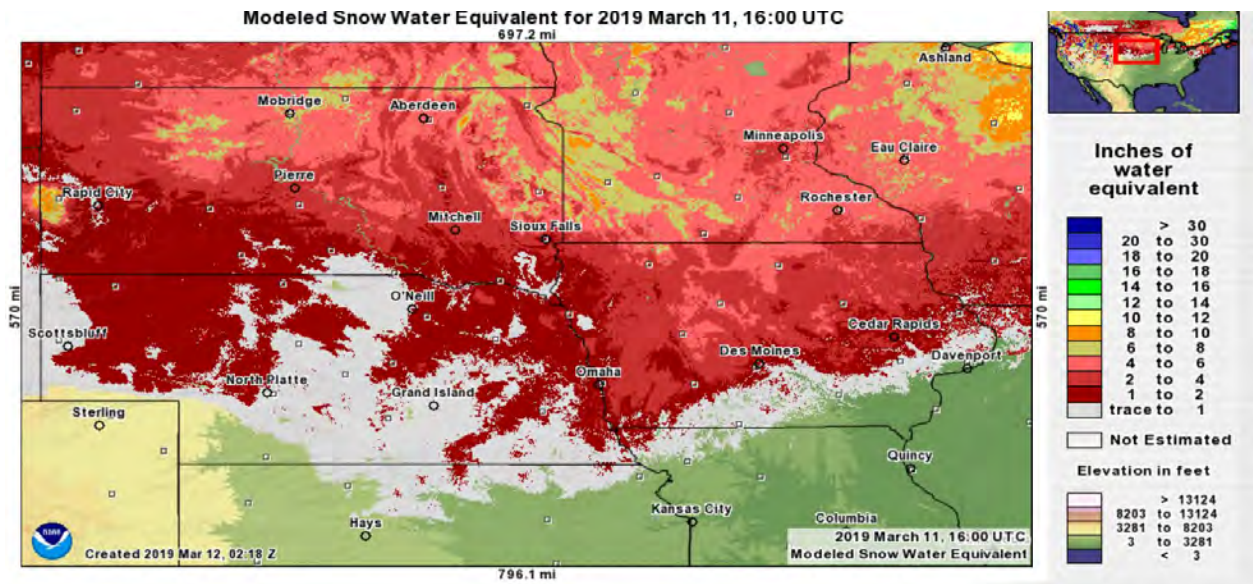 Modeled Snow Water Equivalent for 2019 March 11, 16:00 UTC
697.2 mi
Ashland
Mobridge
Aberdeen
Minneapolis
Eau Claire
Pierre
Rapid City
Rochester
Mitchell
Sioux Falls
O'Neill
570 mi
570 mi
Scottsbluff
Cedar Rapids
Des Moines
Davenport
North Platte
Omaha
Grand Island
Sterling
Quincy
Hays
Kansas City
Columbia
Created 2019 Mar 12, 02:18 Z
2019 March 11, 16:00 UTC
Modeled Snow Water Equivalent
796.1 mi
Inches of
water
equivalent
> 30
20 to 30
18 to 20
16 to 18
14 to 16
12 to 14
10 to 12
8 to 10
6 to 8
4 to 6
2 to 4
1 to 2
trace to 1
Not Estimated
Elevation in feet
> 13124
8203 to 13124
3281 to 8203
3 to 3281
< 3